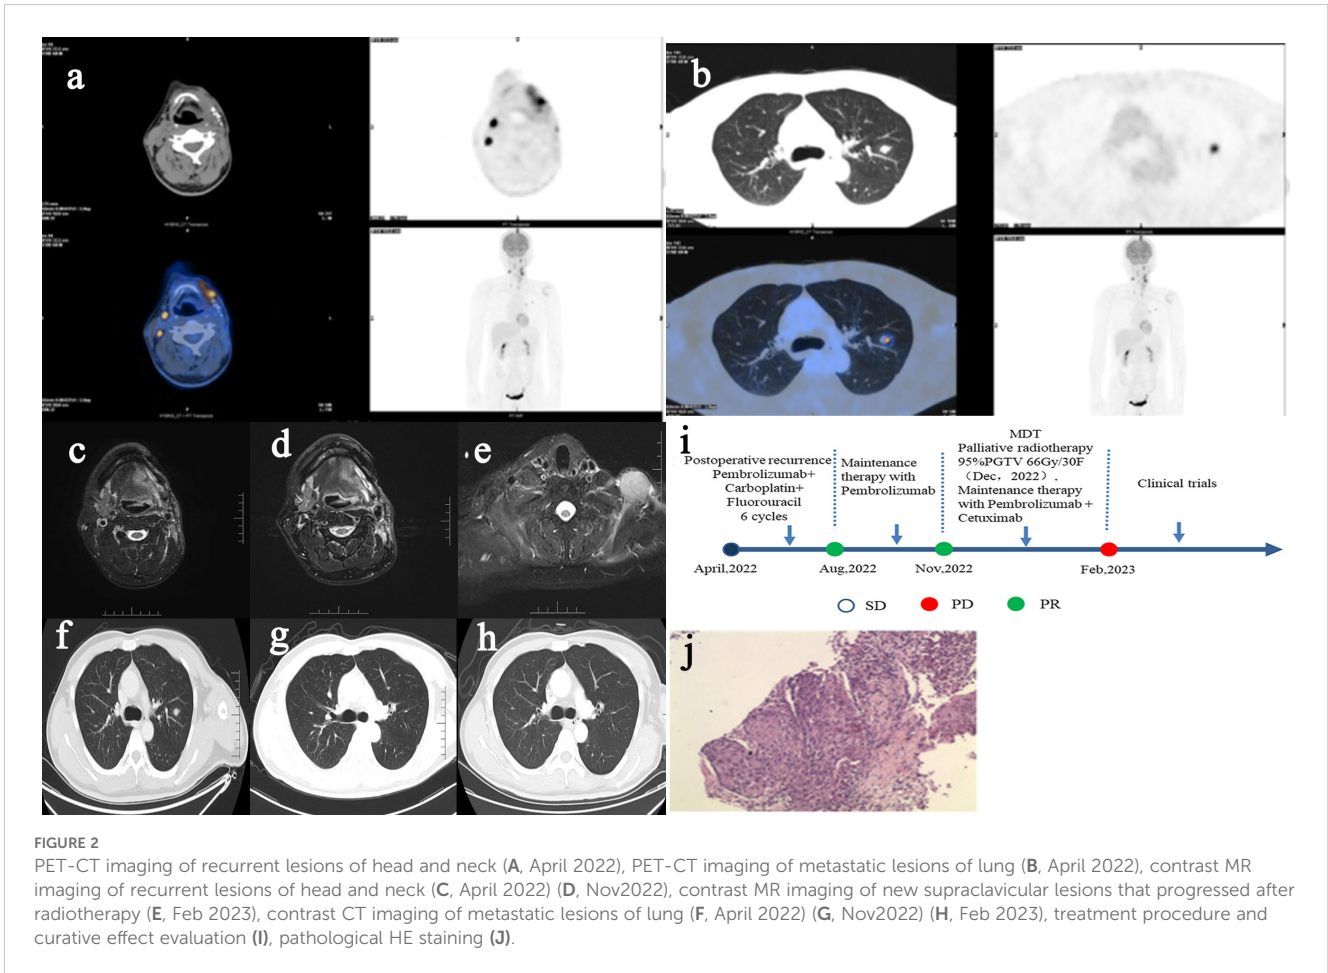 a
b
PT Transaxials
c
d
e
f
g
h
i
MDT
Palliative radiotherapy
95%PGTV 66Gy/30F
（Dec，2022），
Maintenance therapy
with Pembrolizumab +
Cetuximab
Postoperative recurrence
Pembrolizumab+
Carboplatin+
Fluorouracil
6 cycles
Maintenance
therapy with
Pembrolizumab
Clinical trials
April,2022
Aug,2022
Nov,2022
Feb,2023
SD
PD
PR
j
FIGURE 2
PET-CT imaging of recurrent lesions of head and neck (A, April 2022), PET-CT imaging of metastatic lesions of lung (B, April 2022), contrast MR
imaging of recurrent lesions of head and neck (C, April 2022) (D, Nov2022), contrast MR imaging of new supraclavicular lesions that progressed after
radiotherapy (E, Feb 2023), contrast CT imaging of metastatic lesions of lung (F, April 2022) (G, Nov2022) (H, Feb 2023), treatment procedure and
curative effect evaluation (I), pathological HE staining (J).